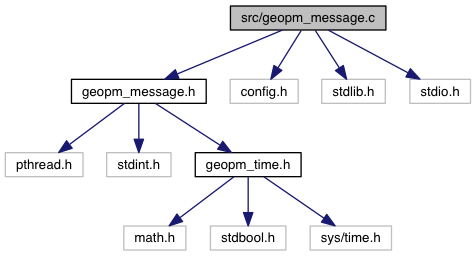 src/geopm_message.c
geopm_message.h
config.h
stdlib.h
stdio.h
pthread.h
stdint.h
geopm_time.h
math.h
stdbool.h
sys/time.h